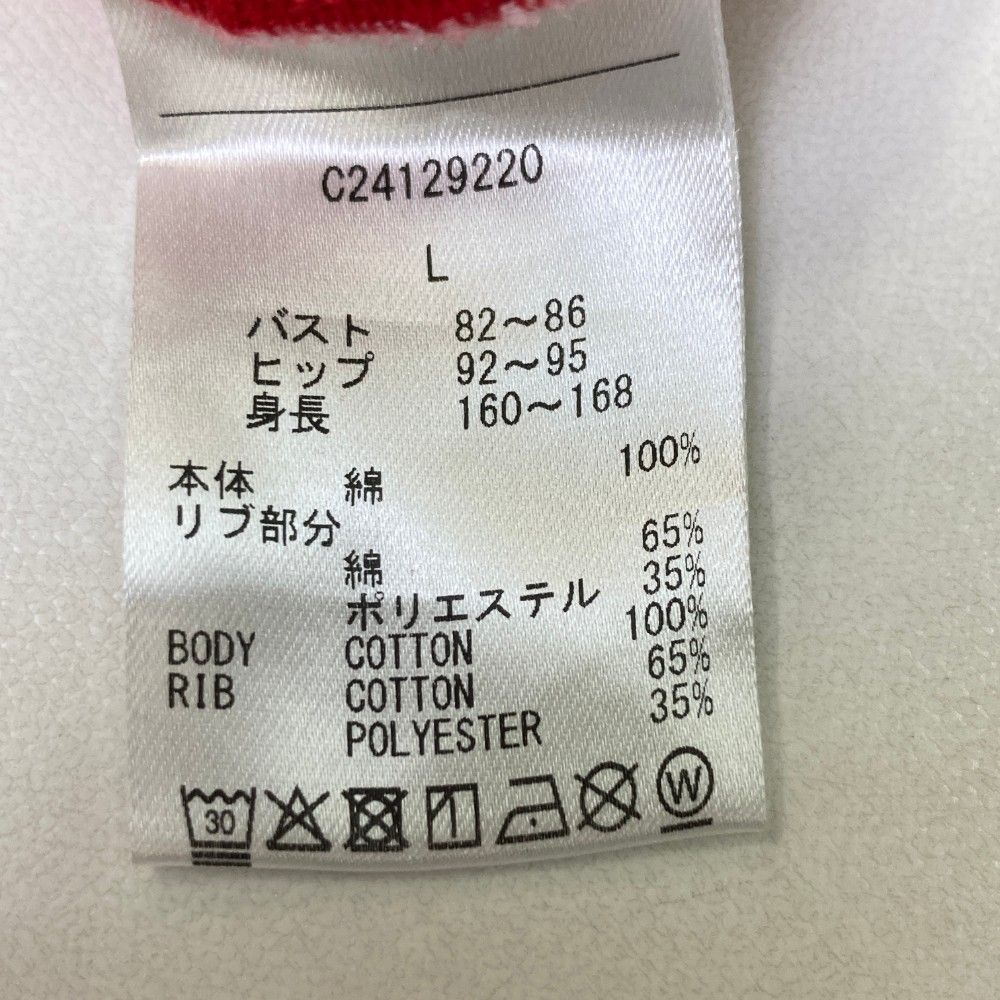 C24129220
L
バスト 82～86
ヒップ 92～95
身長 160～168
本体 綿 100%
リブ部分
綿 65%
ポリエステル 35%
BODY COTTON 100%
RIB COTTON 65%
POLYESTER 35%
30 W